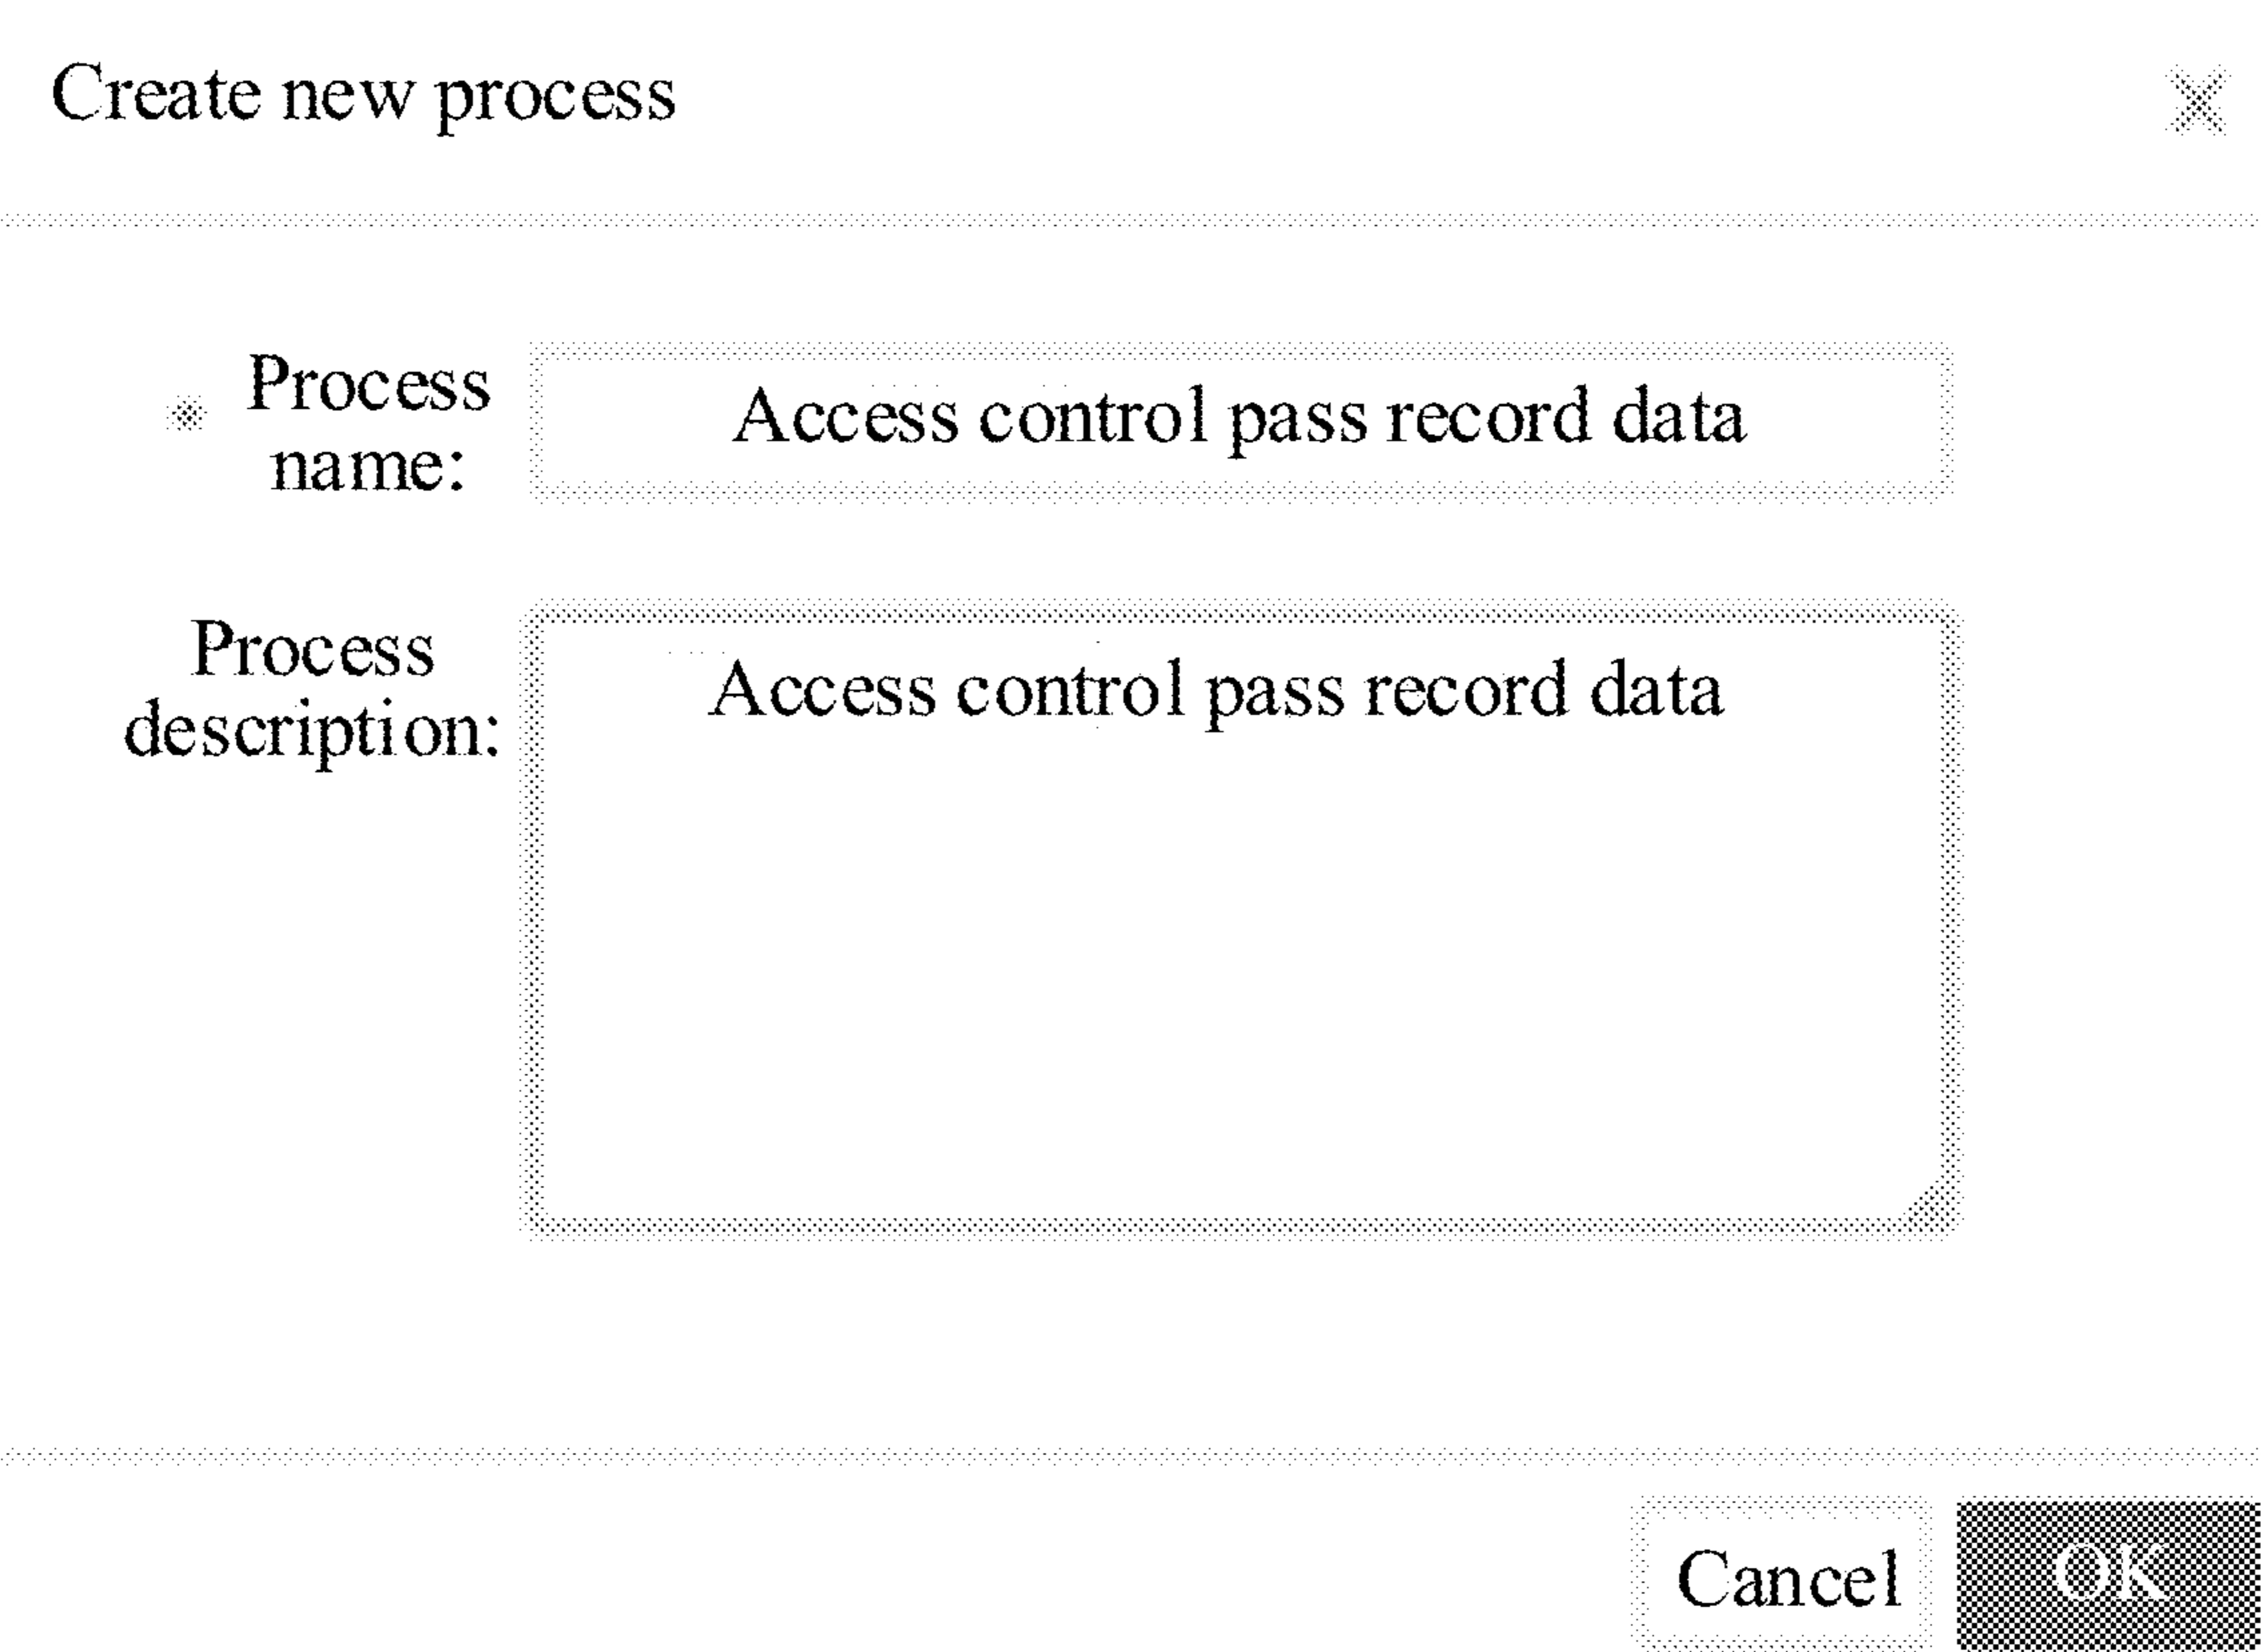 Create new process
Process
name:
Access control pass record data
Process
description:
Access control pass record data
Cancel
OK